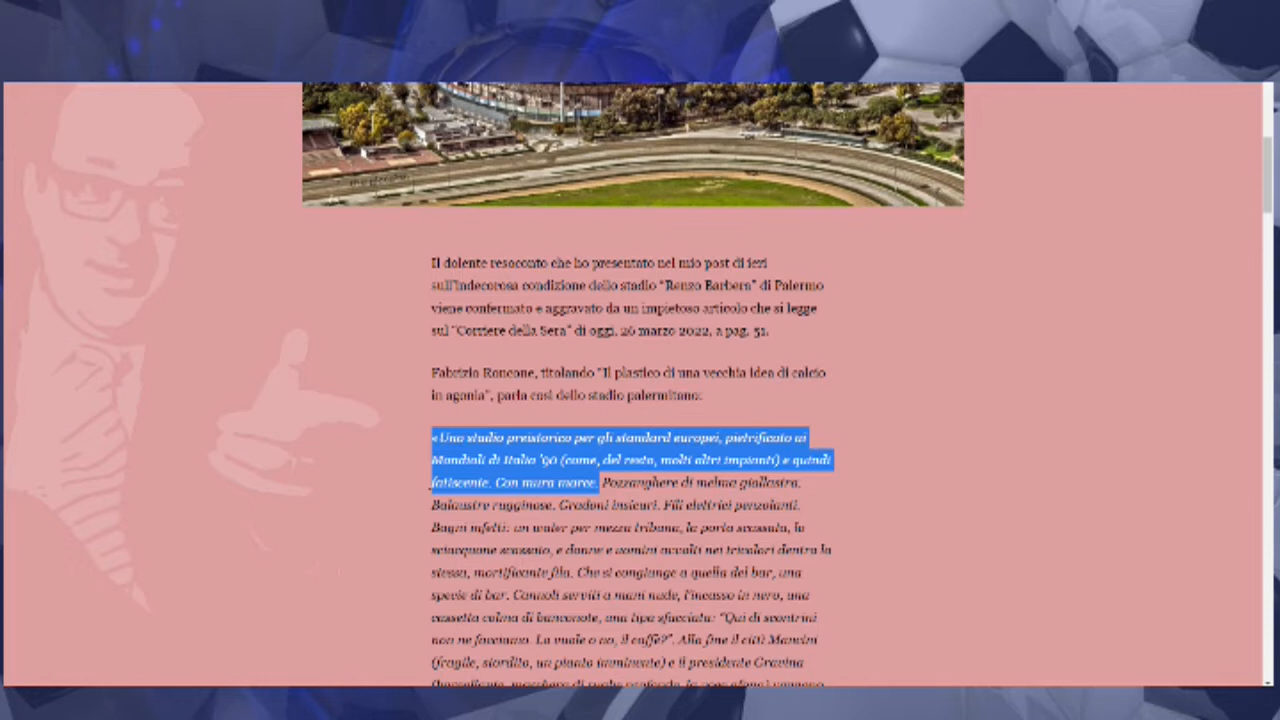 Il dolente resoconto che ho presentato nel mio post di ieri
sull'indecorosa condizione dello stadio "Renzo Barbera" di Palermo
viene confermato e aggravato da un impietoso articolo che si legge
sul "Corriere della Sera" di oggi, 26 marzo 2022, a pag. 51.
Fabrizio Roncone, titolando "Il plastico di una vecchia idea di calcio
in agonia", parla così dello stadio palermitano:
«Uno stadio preistorico per gli standard europei, pietrificato ai
Mondiali di Italia '90 (come, del resto, molti altri impianti) e quindi
fatiscente. Con mura marce. Pozzanghere di melma giallastra.
Balaustre rugginose. Gradoni insicuri. Fili elettrici penzolanti.
Bagni infetti: un water per mezza tribuna, la porta scassata, lo
sciacquone scassato, e donne e uomini avvolti nei tricolori dentro la
stessa, mortificante fila. Che si congiunge a quella del bar, una
specie di bar. Cannoli serviti a mani nude, l'incasso in nero, una
cassetta colma di banconote, una tipa sfacciata: "Qui di scontrini
non ne facciamo. Lo vuole o no, il caffè?". Alla fine il cittì Mancini
(fragile, stordito, un pianto imminente) e il presidente Gravina